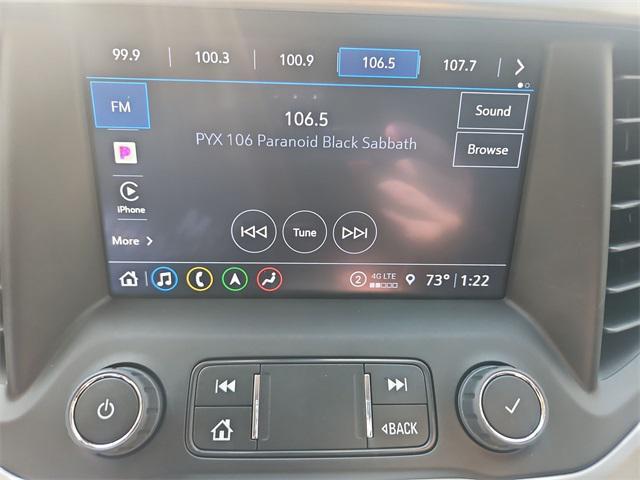 99.9 100.3 100.9 106.5 107.7
FM
106.5
PYX 106 Paranoid Black Sabbath
Sound
Browse
P
iPhone
More
Tune
2 4G LTE 73° 1:22
BACK